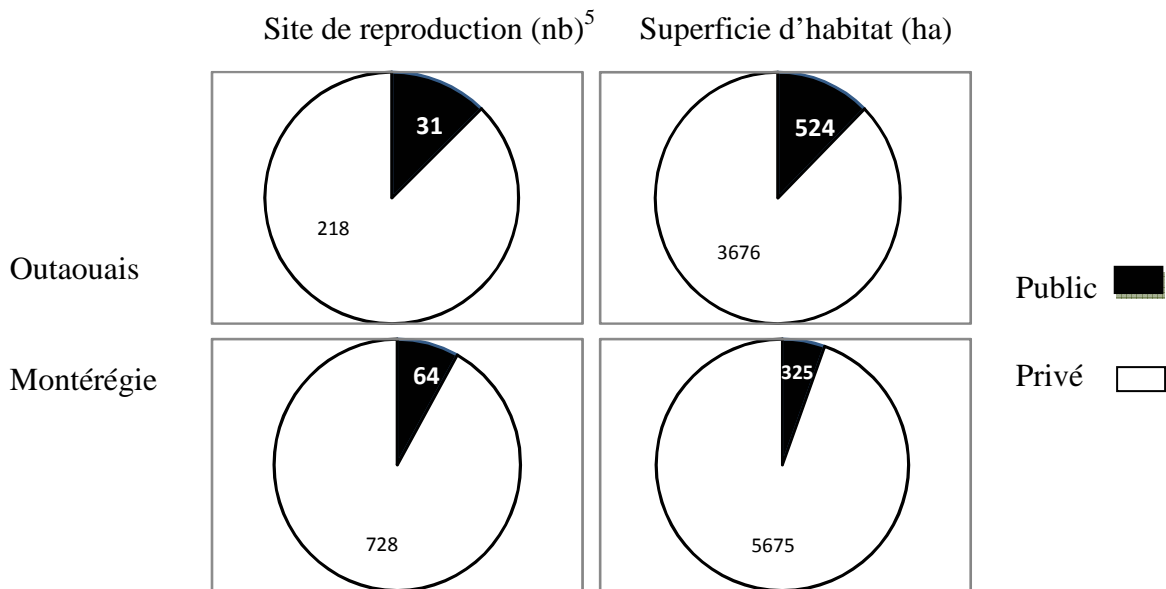 Site de reproduction (nb)5 Superficie d'habitat (ha)
31 524
218 3676
Outaouais
Public
64 325
Montérégie Privé
728 5675